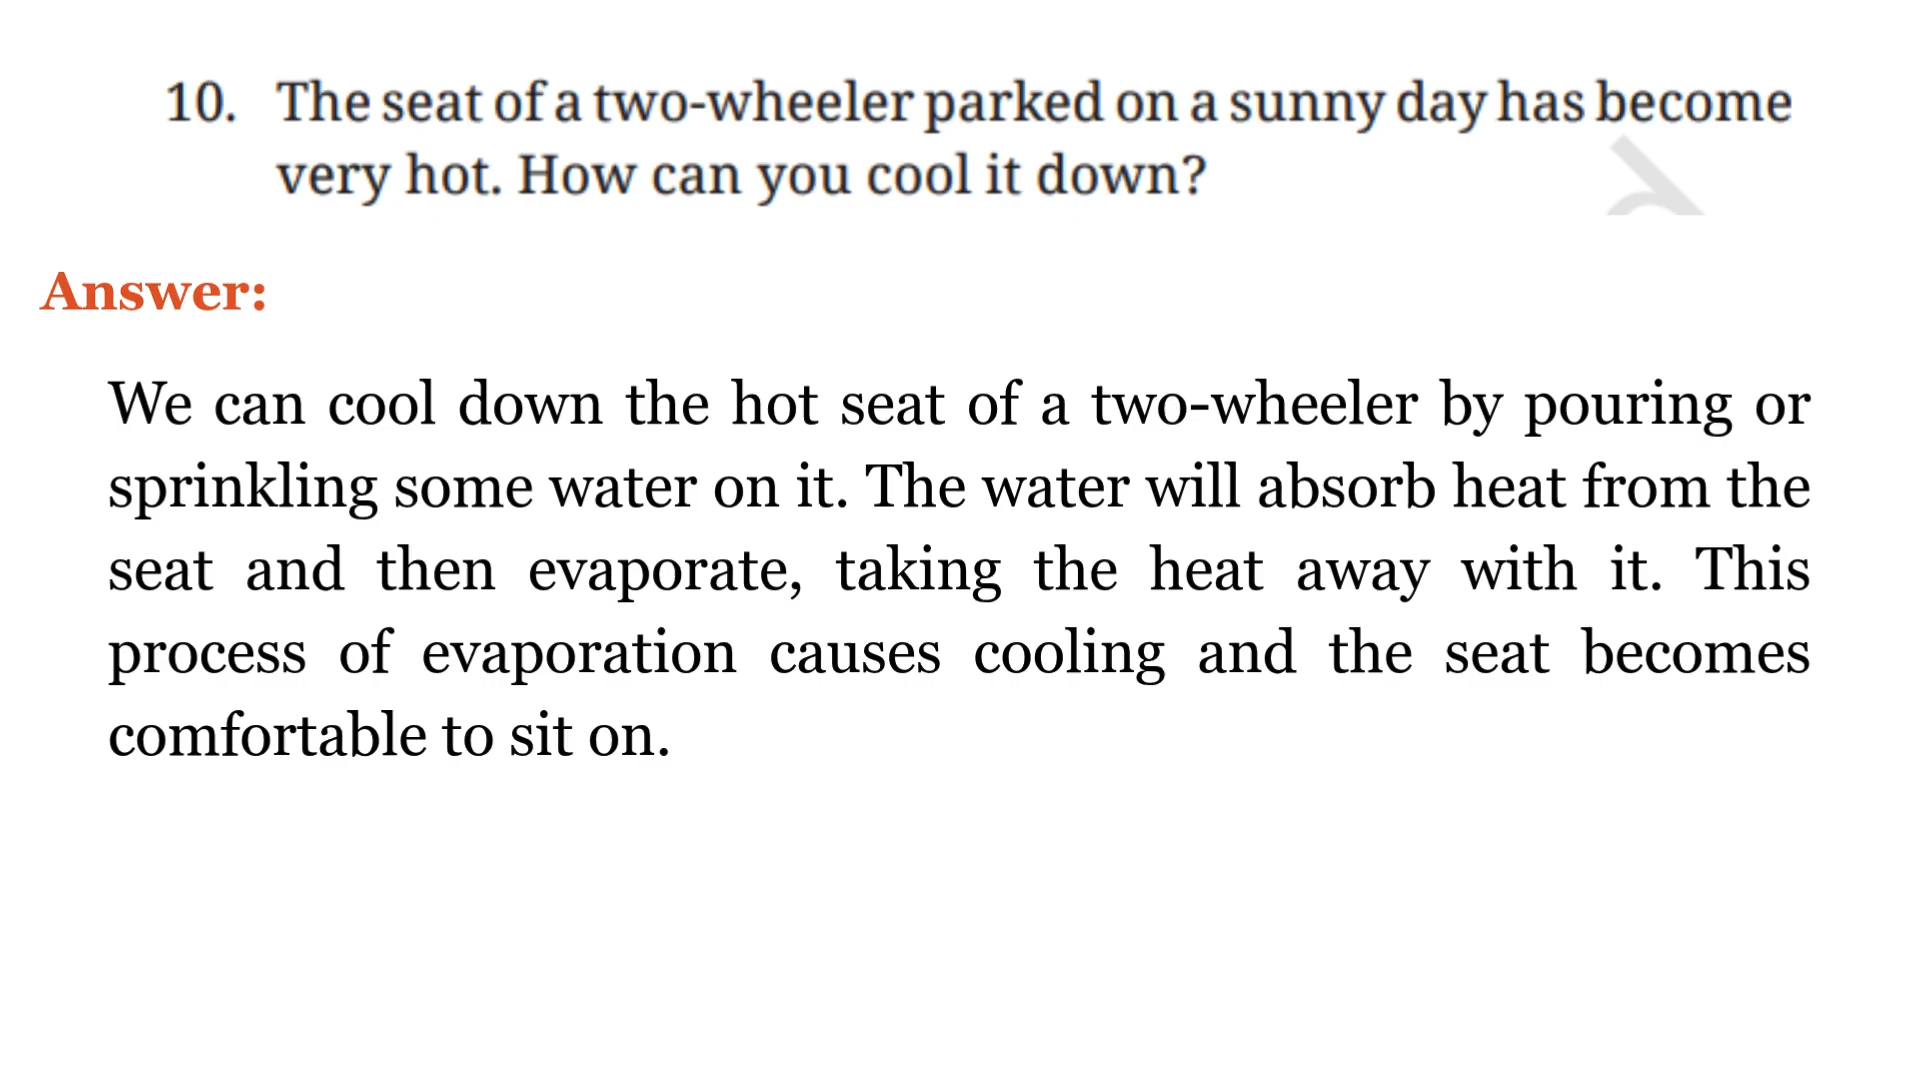 10. The seat of a two-wheeler parked on a sunny day has become
very hot. How can you cool it down?
Answer:
We can cool down the hot seat of a two-wheeler by pouring or
sprinkling some water on it. The water will absorb heat from the
seat and then evaporate, taking the heat away with it. This
process of evaporation causes cooling and the seat becomes
comfortable to sit on.